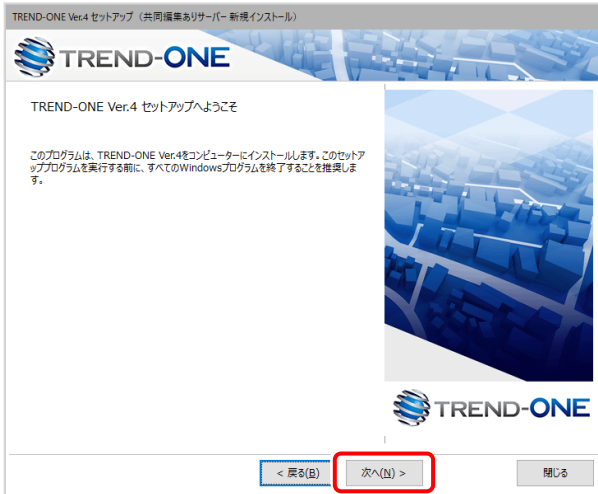 TREND-ONE Ver.4 セットアップ（共同編集ありサーバー 新規インストール）
TREND-ONE
TREND-ONE Ver.4 セットアップへようこそ
このプログラムは、TREND-ONE Ver.4をコンピューターにインストールします。このセットア
ッププログラムを実行する前に、すべてのWindowsプログラムを終了することを推奨しま
す。
TREND-ONE
< 戻る(B)
次へ(N) >
閉じる